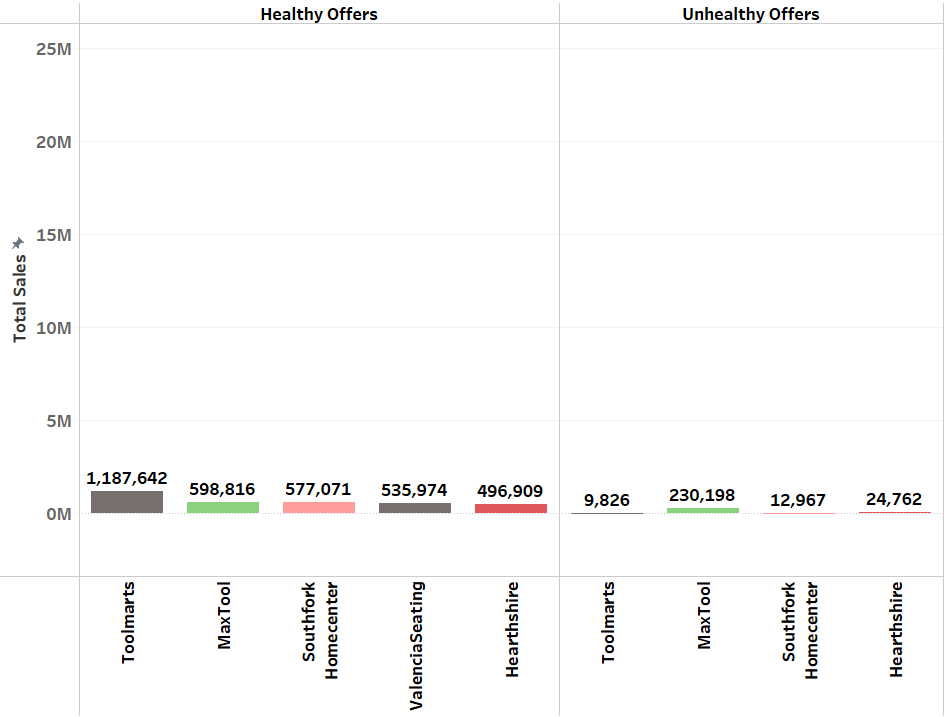 Healthy Offers
Unhealthy Offers
Total Sales
25M
20M
15M
10M
5M
0M
1,187,642
598,816
577,071
535,974
496,909
9,826
230,198
12,967
24,762
Toolmarts
MaxTool
Southfork
Homecenter
ValenciaSeating
Hearthshire
Toolmarts
MaxTool
Southfork
Homecenter
Hearthshire